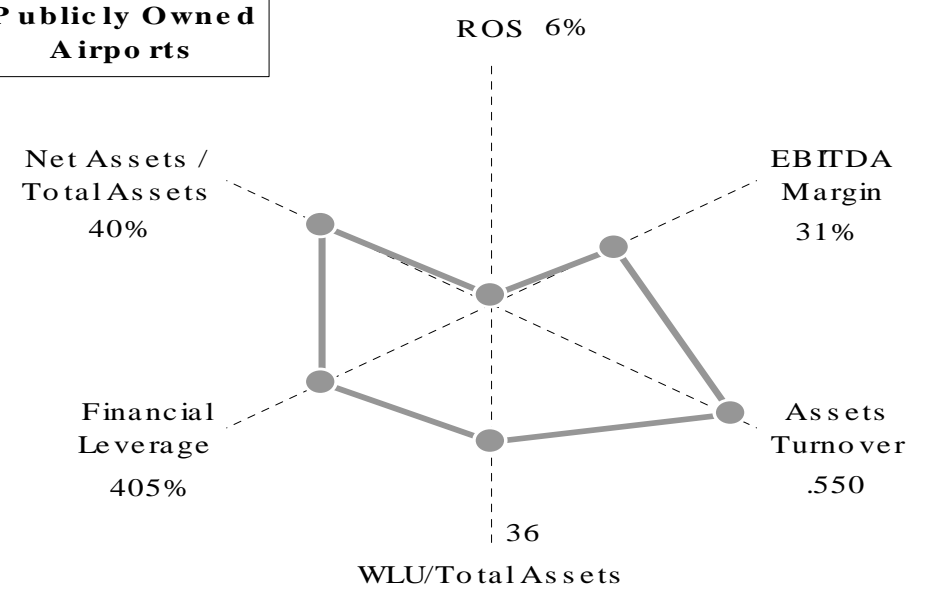 Publicly Owned
Airports
ROS 6%
Net Assets /
Total Assets
40%
EBITDA
Margin
31%
Financial
Leverage
405%
Assets
Turnover
.550
36
WLU/Total Assets